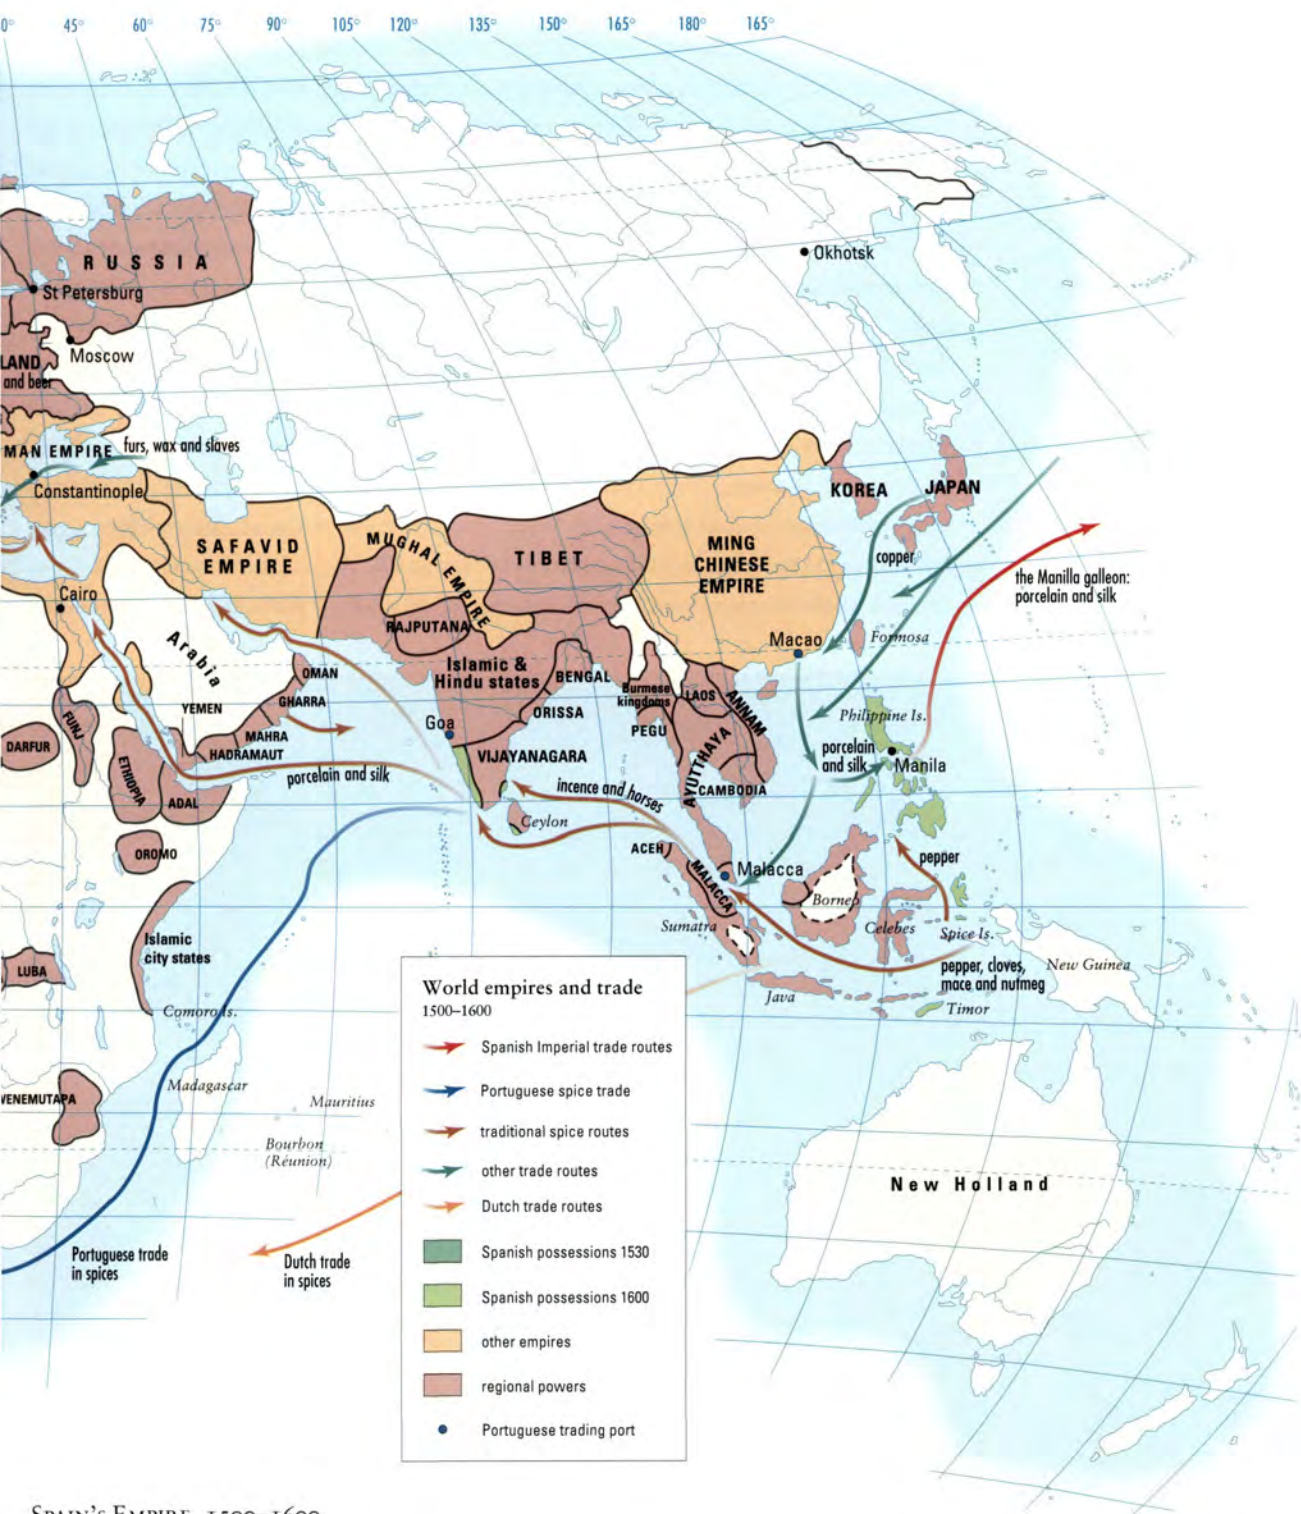 0°
45°
60°
75°
90°
105°
120°
135°
150°
165°
180°
165°
RUSSIA
Okhotsk
St Petersburg
Moscow
LAND
and beer
MAN EMPIRE
furs, wax and slaves
Constantinople
KOREA
JAPAN
SAFAVID
EMPIRE
MUGHAL EMPIRE
TIBET
MING
CHINESE
EMPIRE
copper
the Manilla galleon:
porcelain and silk
Cairo
RAJPUTANA
Macao
Formosa
Arabia
Islamic &
Hindu states
BENGAL
OMAN
GHARRA
YEMEN
MAHRA
HADRAMAUT
Burmese
kingdoms
LAOS
ANNAM
ORISSA
PEGU
Goa
VIJAYANAGARA
AYUTTHAYA
CAMBODIA
Philippine Is.
porcelain
and silk
Manila
FUNJ
DARFUR
ETHIOPIA
ADAL
porcelain and silk
incence and horses
Ceylon
OROMO
ACEH
MALACCA
Malacca
pepper
Borneo
Sumatra
Celebes
Spice Is.
Islamic
city states
LUBA
pepper, cloves,
mace and nutmeg
New Guinea
Java
Timor
Comoro Is.
Madagascar
Mauritius
VENEMUTAPA
Bourbon
(Réunion)
New Holland
Portuguese trade
in spices
Dutch trade
in spices
World empires and trade
1500–1600
Spanish Imperial trade routes
Portuguese spice trade
traditional spice routes
other trade routes
Dutch trade routes
Spanish possessions 1530
Spanish possessions 1600
other empires
regional powers
Portuguese trading port
SPAIN'S EMPIRE 1500–1600